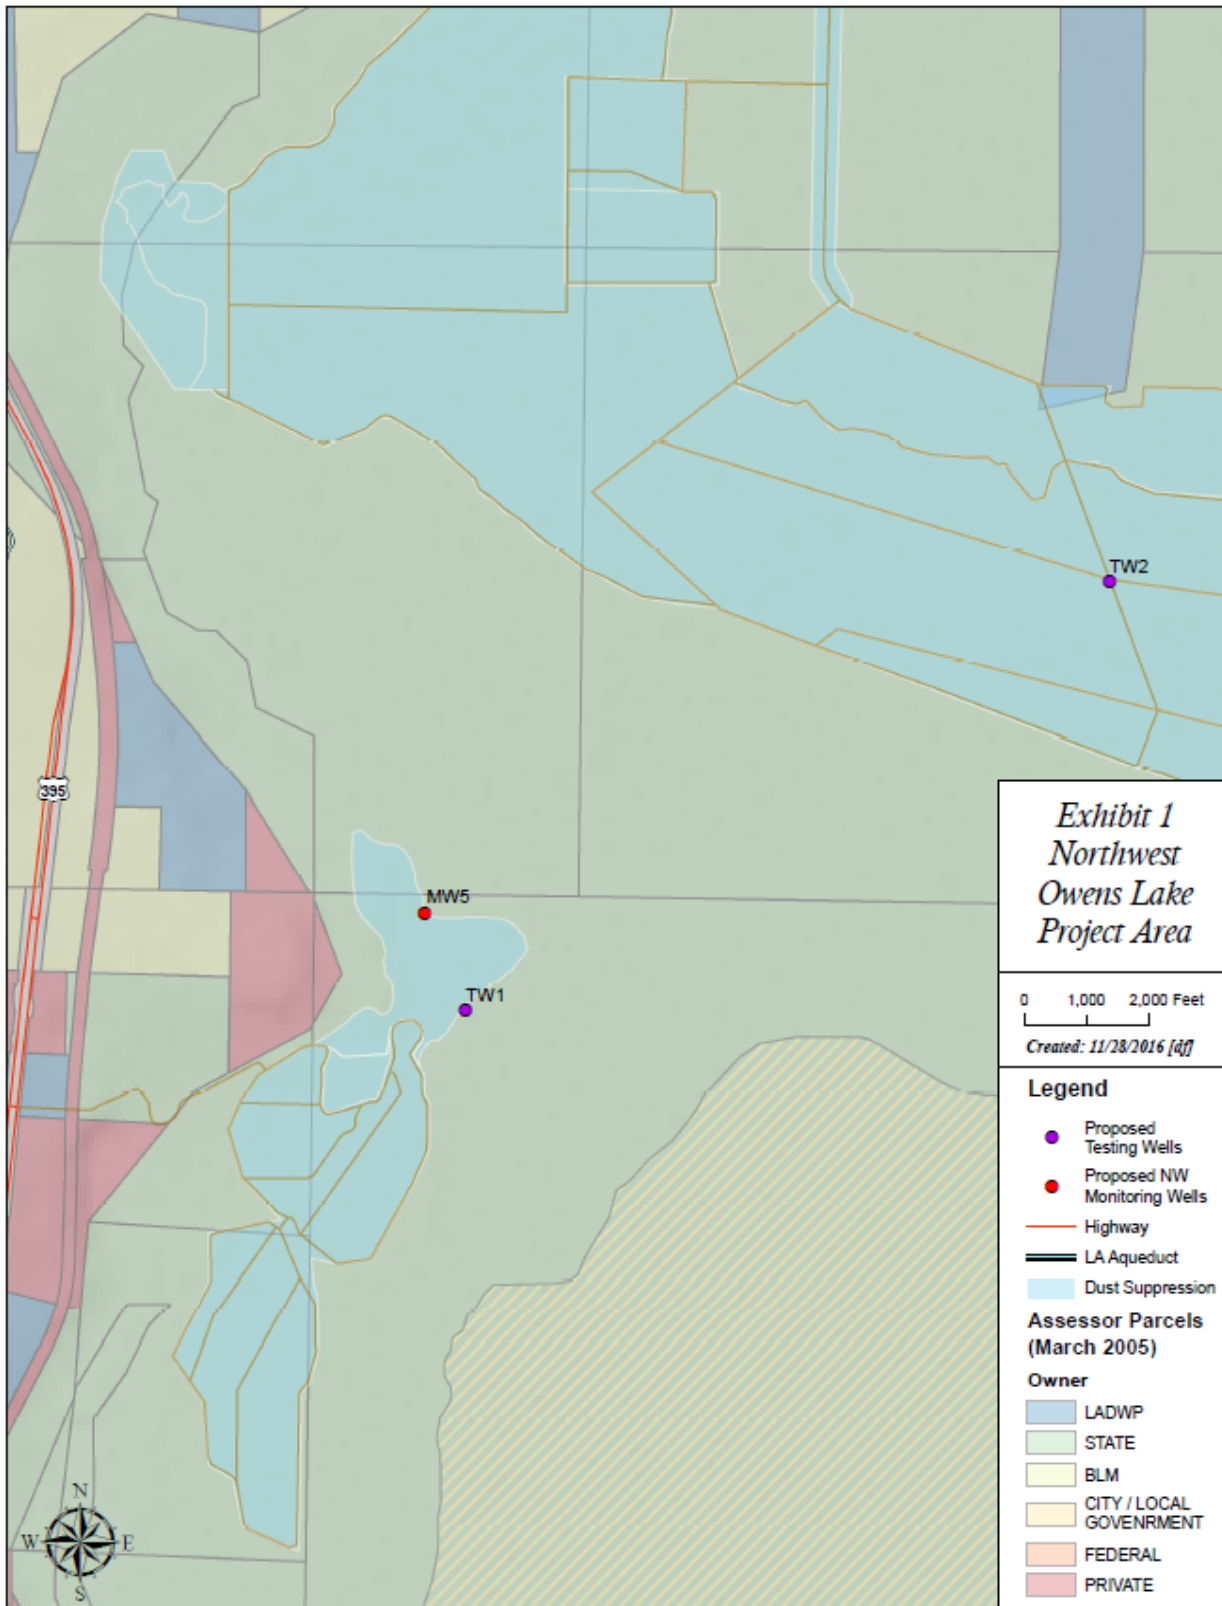 TW2
395
MW5
TW1
Exhibit 1
Northwest
Owens Lake
Project Area
0 1,000 2,000 Feet
Created: 11/28/2016 [df]
Legend
Proposed
Testing Wells
Proposed NW
Monitoring Wells
Highway
LA Aqueduct
Dust Suppression
Assessor Parcels
(March 2005)
Owner
LADWP
STATE
BLM
CITY / LOCAL
GOVENRMENT
FEDERAL
PRIVATE
N
W E
S